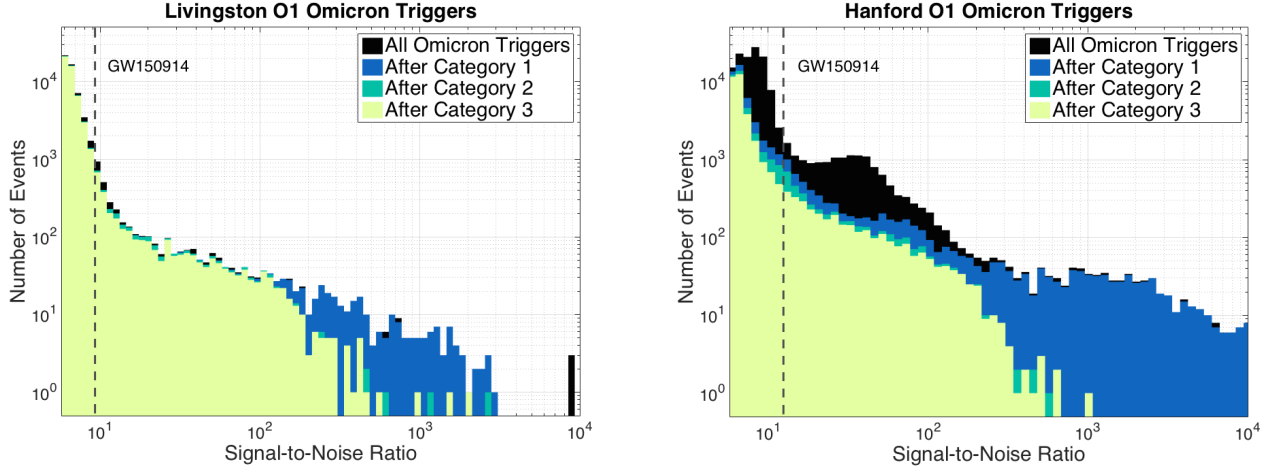 Livingston O1 Omicron Triggers
All Omicron Triggers
After Category 1
After Category 2
After Category 3
GW150914
Number of Events
10^4
10^3
10^2
10^1
10^0
10^1
10^2
10^3
10^4
Signal-to-Noise Ratio
Hanford O1 Omicron Triggers
All Omicron Triggers
After Category 1
After Category 2
After Category 3
GW150914
Number of Events
10^4
10^3
10^2
10^1
10^0
10^1
10^2
10^3
10^4
Signal-to-Noise Ratio